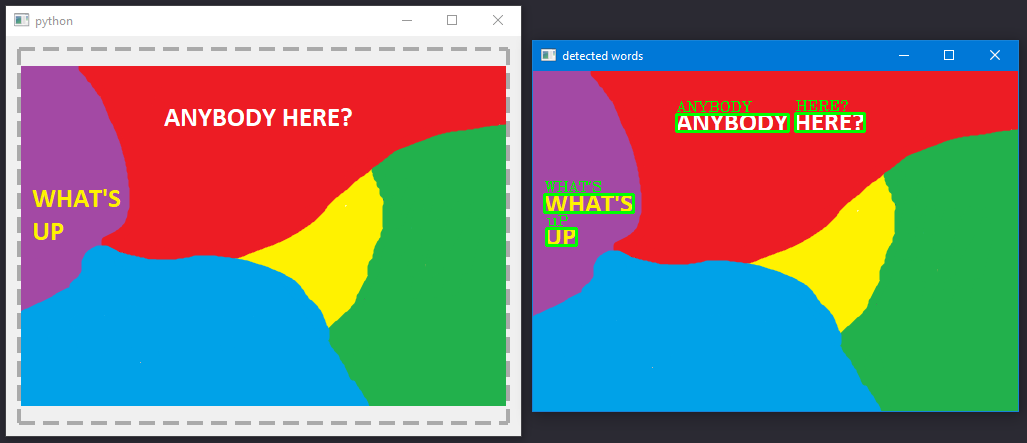 python
ANYBODY HERE?
WHAT'S
UP
detected words
ANYBODY HERE?
ANYBODY HERE?
WHAT'S
WHAT'S
uP
UP